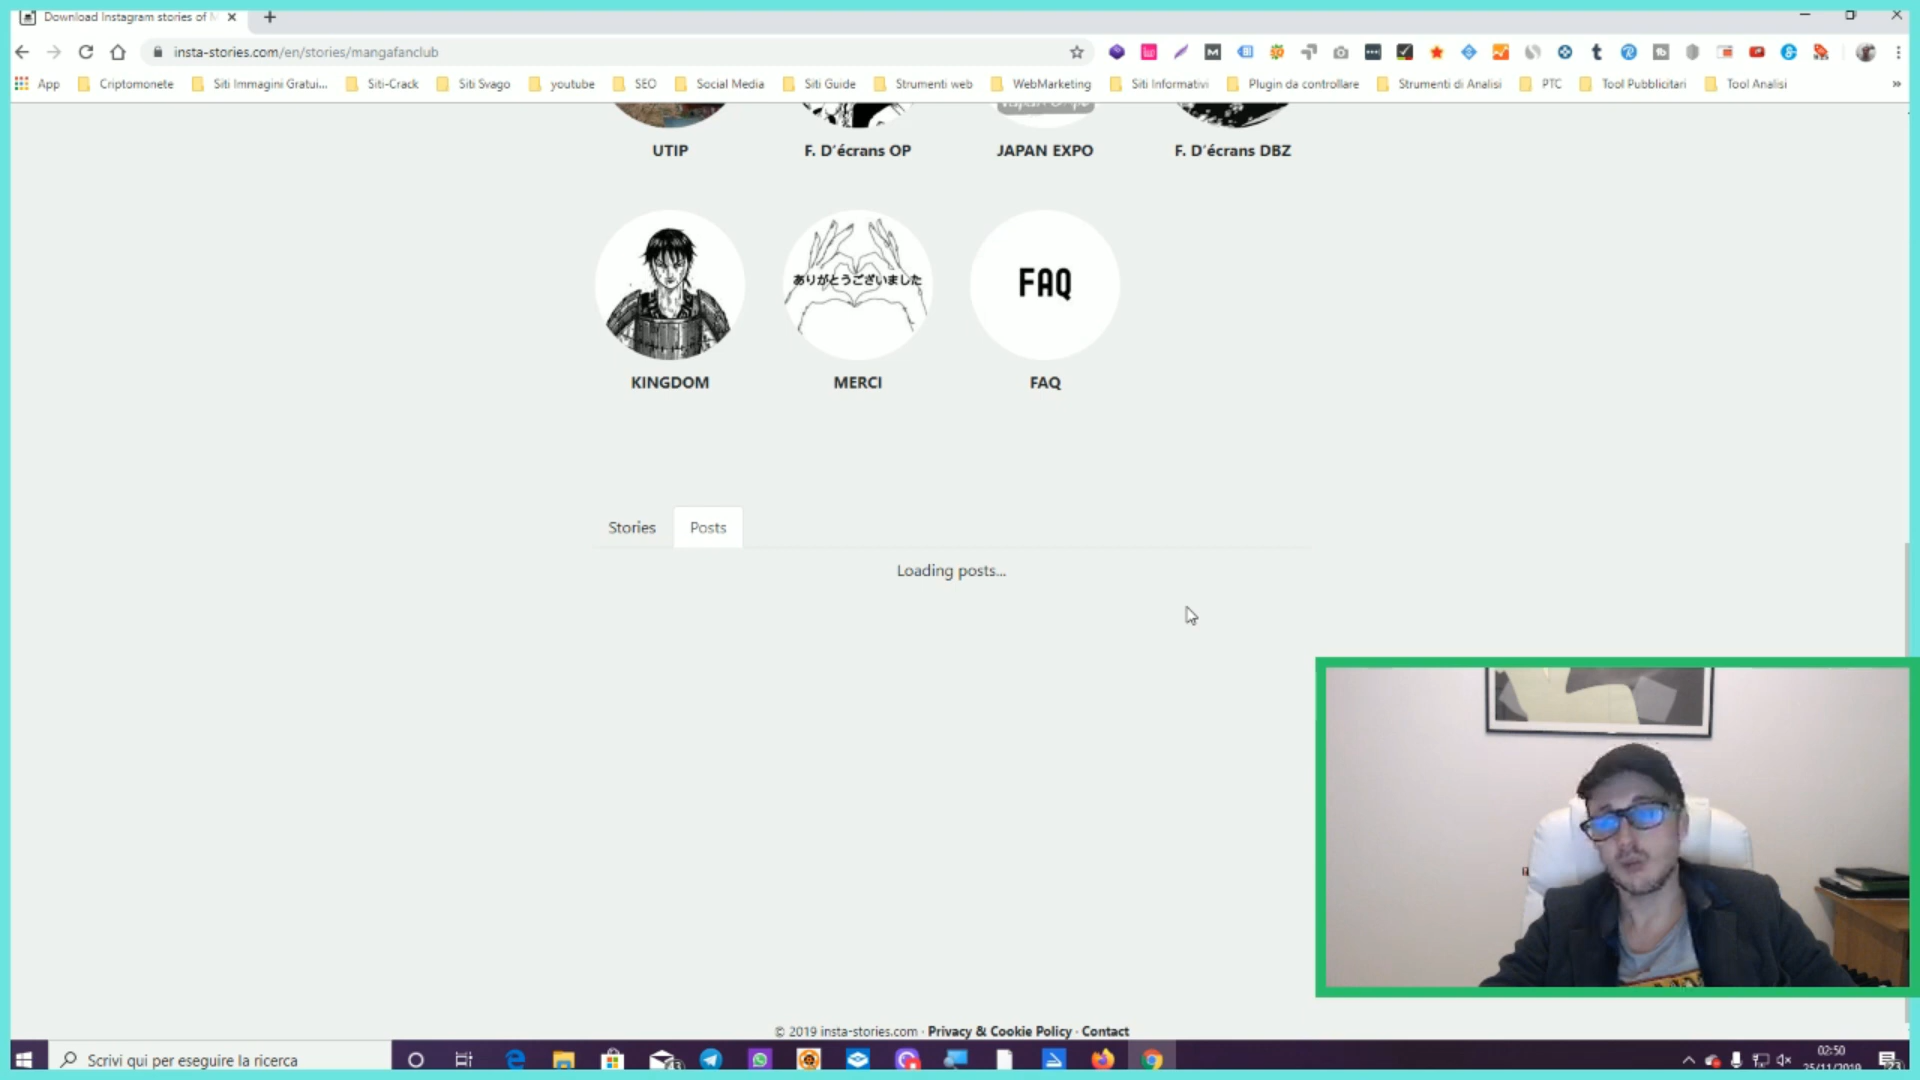 Download Instagram stories of M
insta-stories.com/en/stories/mangafanclub
App
Criptomonete
Siti Immagini Gratui...
Siti-Crack
Siti Svago
youtube
SEO
Social Media
Siti Guide
Strumenti web
WebMarketing
Siti Informativi
Plugin da controllare
Strumenti di Analisi
PTC
Tool Pubblicitari
Tool Analisi
UTIP
F. D'écrans OP
JAPAN EXPO
F. D'écrans DBZ
ありがとうございました
FAQ
KINGDOM
MERCI
FAQ
Stories
Posts
Loading posts...
© 2019 insta-stories.com · Privacy & Cookie Policy · Contact
Scrivi qui per eseguire la ricerca
02:50
25/11/2019